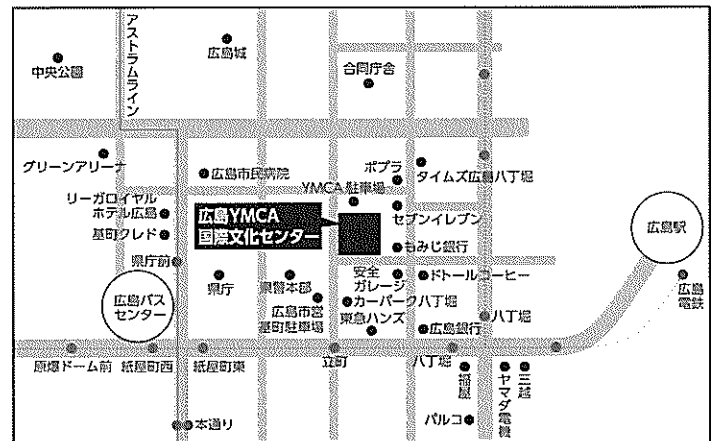 アストラムライン
広島城
中央公園
合同庁舎
グリーンアリーナ
広島市民病院
ポプラ
タイムズ広島八丁堀
YMCA駐車場
リーガロイヤル
ホテル広島
広島YMCA
国際文化センター
セブンイレブン
基町クレド
もみじ銀行
広島駅
県庁前
県庁
県警本部
安全
ガレージ
ドトールコーヒー
広島
電鉄
広島バス
センター
広島市営
基町駐車場
カーパーク八丁堀
東急ハンズ
広島銀行
八丁堀
原爆ドーム前
紙屋町西
紙屋町東
立町
八丁堀
福屋
ヤマダ電機
三越
パルコ
本通り